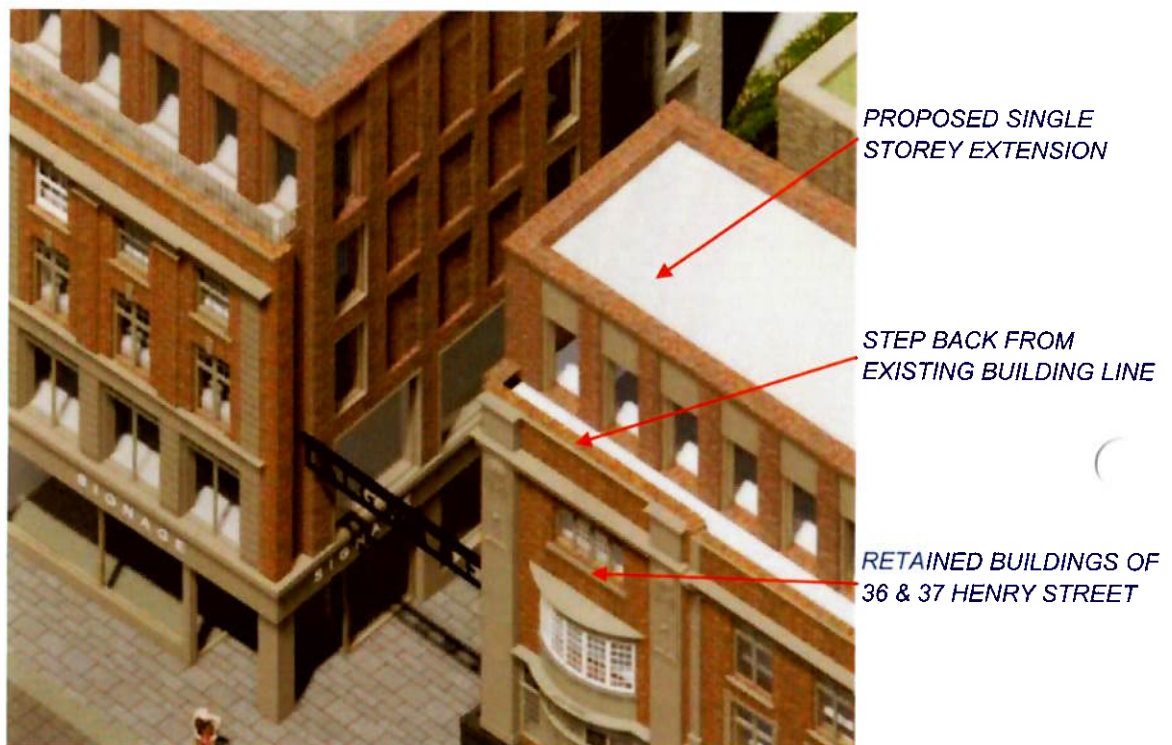 PROPOSED SINGLE
STOREY EXTENSION
STEP BACK FROM
EXISTING BUILDING LINE
RETAINED BUILDINGS OF
36 & 37 HENRY STREET
SIGNAGE